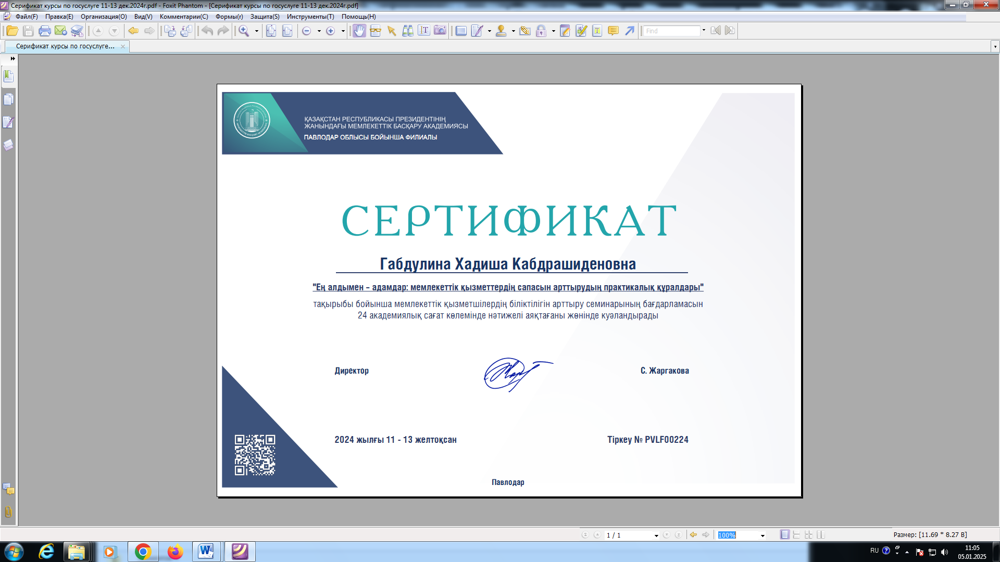 Серификат курсы по госуслуге 11-13 дек.2024г.pdf - Foxit Phantom - [Серификат курсы по госуслуге 11-13 дек.2024г.pdf]
Файл(F) Правка(E) Организация(O) Вид(V) Комментарии(C) Формы(r) Защита(S) Инструменты(T) Помощь(H)
Find
Серификат курсы по госуслуге...
ҚАЗАҚСТАН РЕСПУБЛИКАСЫ ПРЕЗИДЕНТІНІҢ
ЖАНЫНДАҒЫ МЕМЛЕКЕТТІК БАСҚАРУ АКАДЕМИЯСЫ
ПАВЛОДАР ОБЛЫСЫ БОЙЫНША ФИЛИАЛЫ
СЕРТИФИКАТ
Габдулина Хадиша Кабдрашиденовна
"Ең алдымен – адамдар: мемлекеттік қызметтердің сапасын арттырудың практикалық құралдары"
тақырыбы бойынша мемлекеттік қызметшілердің біліктілігін арттыру семинарының бағдарламасын
24 академиялық сағат көлемінде нәтижелі аяқтағаны жөнінде куәландырады
Директор С. Жаргакова
2024 жылғы 11 - 13 желтоқсан Тіркеу № PVLF00224
Павлодар
1 / 1 100% Размер: [11.69 * 8.27 В]
RU 11:05
05.01.2025